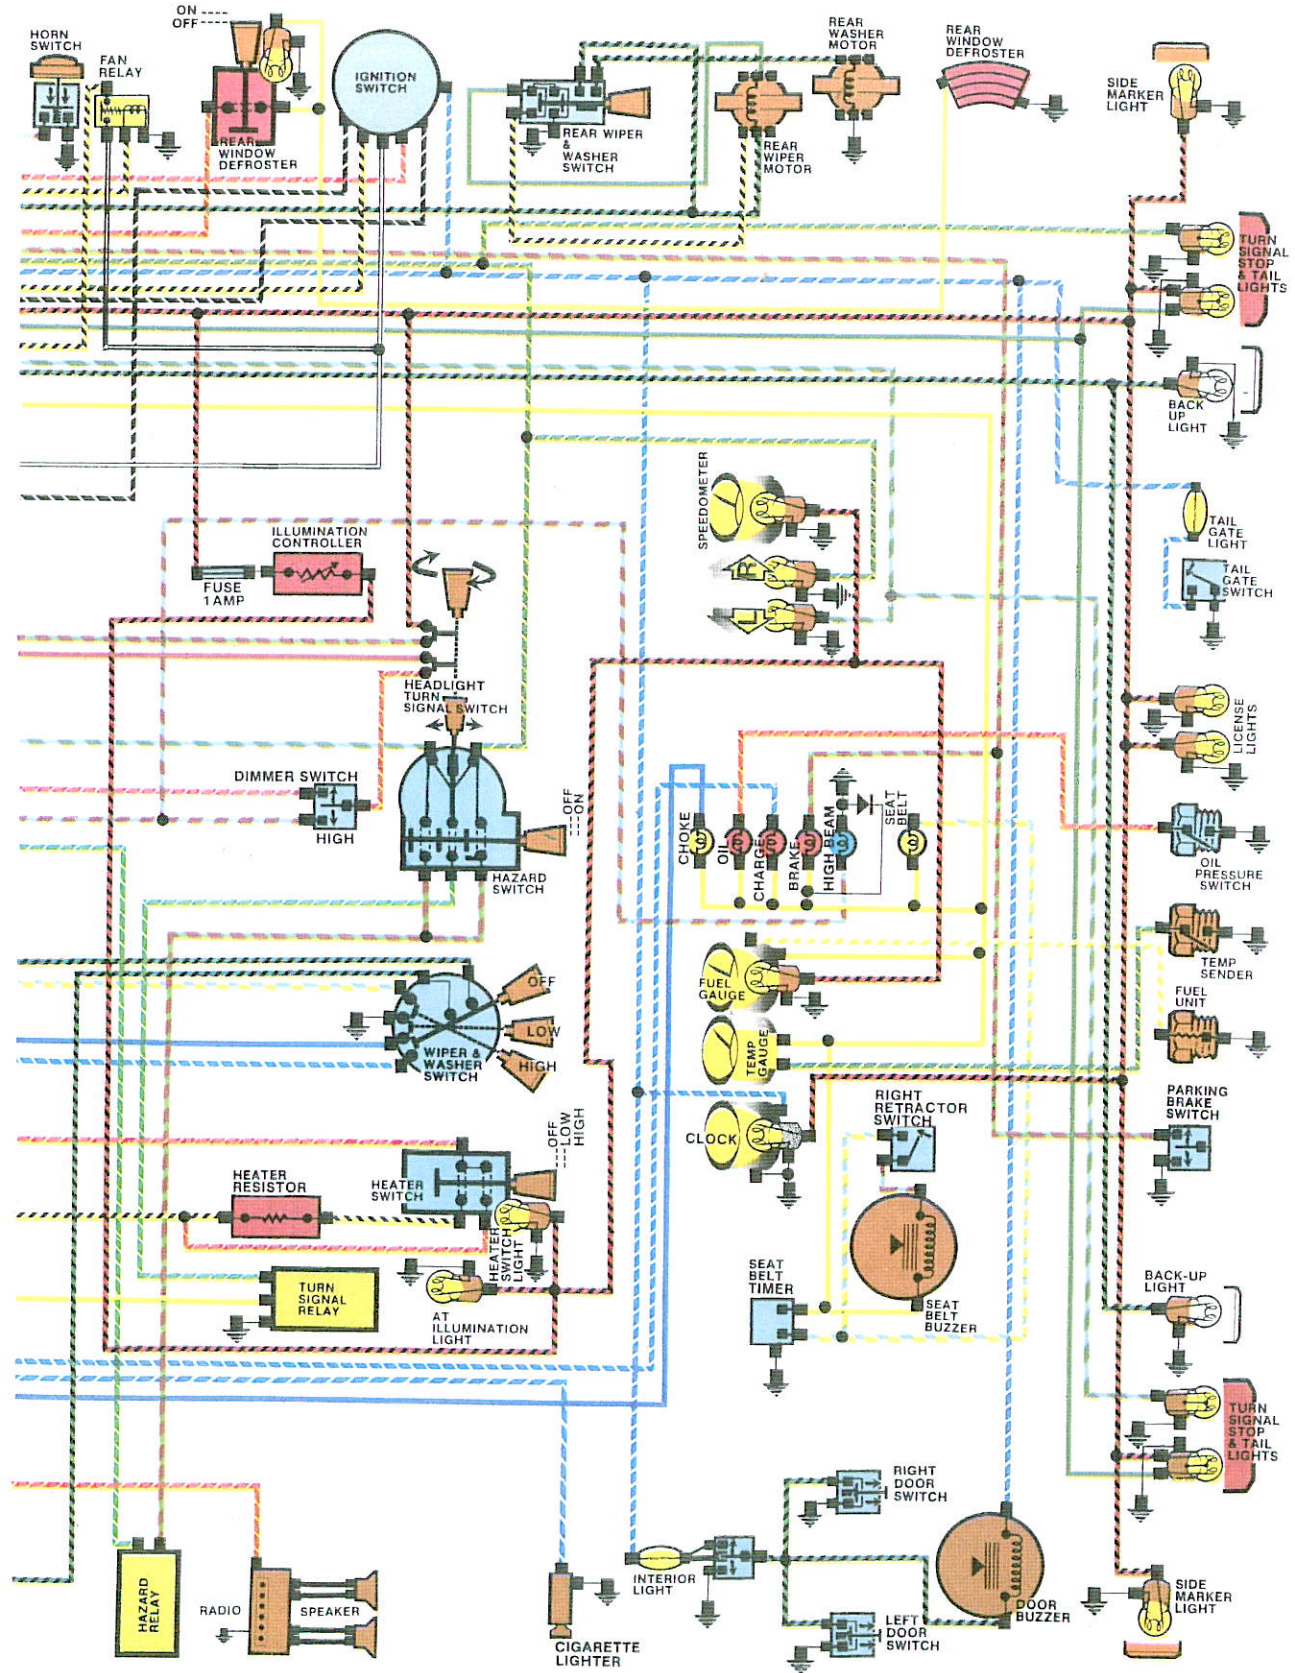 ON
OFF
HORN
SWITCH
FAN
RELAY
REAR
WINDOW
DEFROSTER
IGNITION
SWITCH
REAR WIPER
&
WASHER
SWITCH
REAR
WIPER
MOTOR
REAR
WASHER
MOTOR
REAR
WINDOW
DEFROSTER
SIDE
MARKER
LIGHT
TURN
SIGNAL
STOP
& TAIL
LIGHTS
BACK
UP
LIGHT
SPEEDOMETER
R
L
TAIL
GATE
LIGHT
TAIL
GATE
SWITCH
ILLUMINATION
CONTROLLER
FUSE
1 AMP
HEADLIGHT
TURN
SIGNAL SWITCH
LICENSE
LIGHTS
DIMMER SWITCH
HIGH
OFF
ON
HAZARD
SWITCH
CHOKE
OIL
CHARGE
BRAKE
HIGH BEAM
SEAT
BELT
OIL
PRESSURE
SWITCH
TEMP
SENDER
FUEL
UNIT
FUEL
GAUGE
TEMP
GAUGE
OFF
LOW
HIGH
WIPER &
WASHER
SWITCH
CLOCK
RIGHT
RETRACTOR
SWITCH
PARKING
BRAKE
SWITCH
OFF
LOW
HIGH
HEATER
SWITCH
HEATER
RESISTOR
HEATER
SWITCH
LIGHT
TURN
SIGNAL
RELAY
AT
ILLUMINATION
LIGHT
SEAT
BELT
TIMER
SEAT
BELT
BUZZER
BACK-UP
LIGHT
TURN
SIGNAL
STOP
& TAIL
LIGHTS
RIGHT
DOOR
SWITCH
HAZARD
RELAY
RADIO
SPEAKER
CIGARETTE
LIGHTER
INTERIOR
LIGHT
LEFT
DOOR
SWITCH
DOOR
BUZZER
SIDE
MARKER
LIGHT